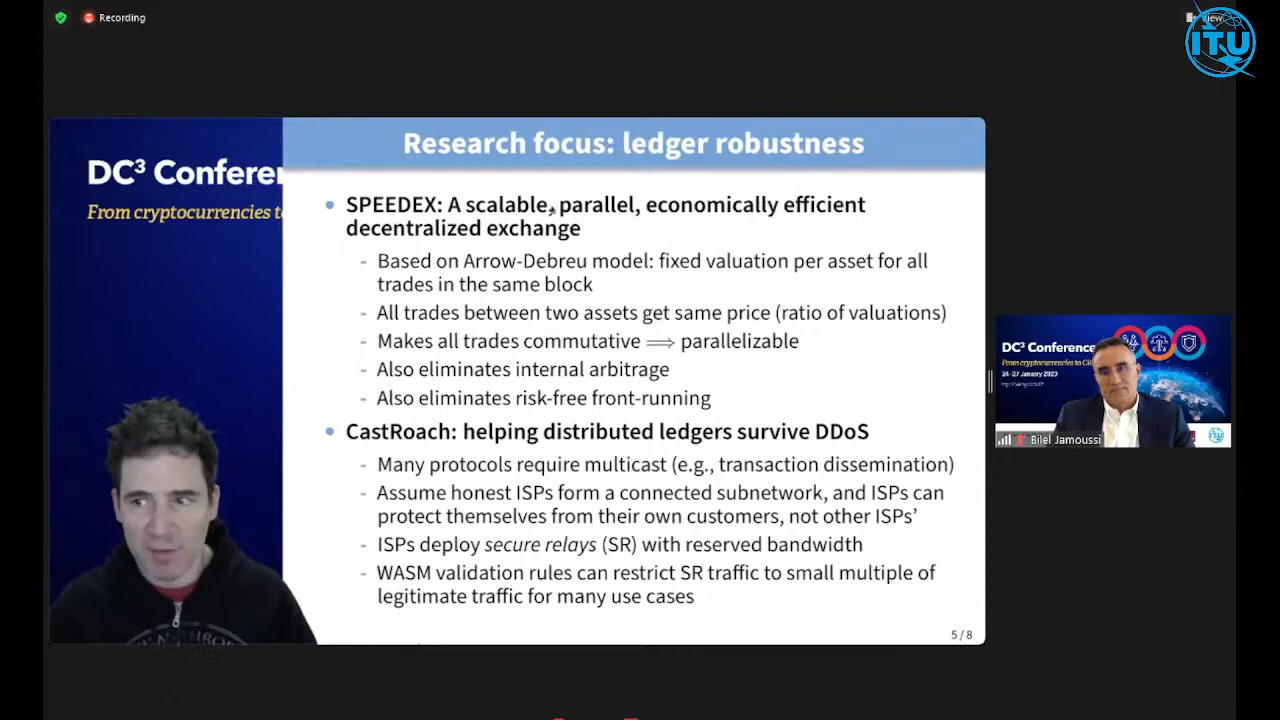 Recording
View
ITU
DC³ Conferen
From cryptocurrencies to
Research focus: ledger robustness
• SPEEDEX: A scalable, parallel, economically efficient
decentralized exchange
- Based on Arrow-Debreu model: fixed valuation per asset for all
trades in the same block
- All trades between two assets get same price (ratio of valuations)
- Makes all trades commutative ⟹ parallelizable
- Also eliminates internal arbitrage
- Also eliminates risk-free front-running
• CastRoach: helping distributed ledgers survive DDoS
- Many protocols require multicast (e.g., transaction dissemination)
- Assume honest ISPs form a connected subnetwork, and ISPs can
protect themselves from their own customers, not other ISPs’
- ISPs deploy secure relays (SR) with reserved bandwidth
- WASM validation rules can restrict SR traffic to small multiple of
legitimate traffic for many use cases
5 / 8
DC³ Conference
From cryptocurrencies to CB
24-27 January 2023
Bilel Jamoussi